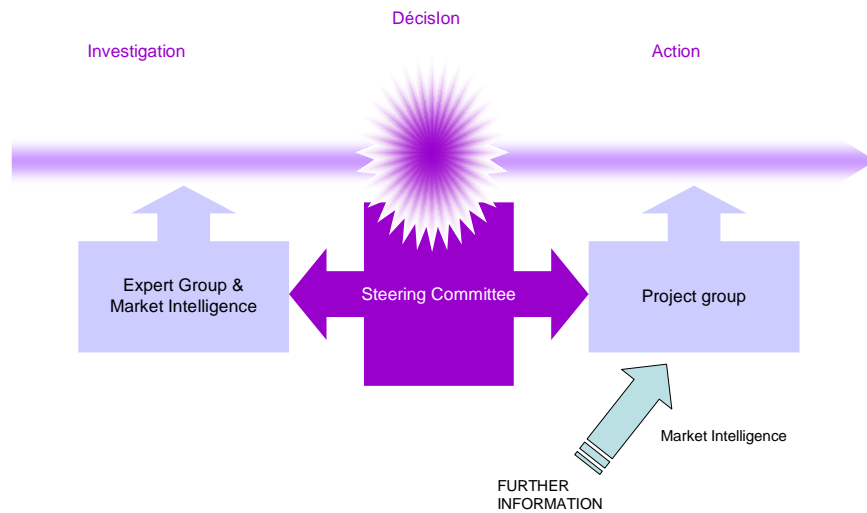 DécisIon
Investigation
Action
Expert Group &
Market Intelligence
Steering Committee
Project group
Market Intelligence
FURTHER
INFORMATION